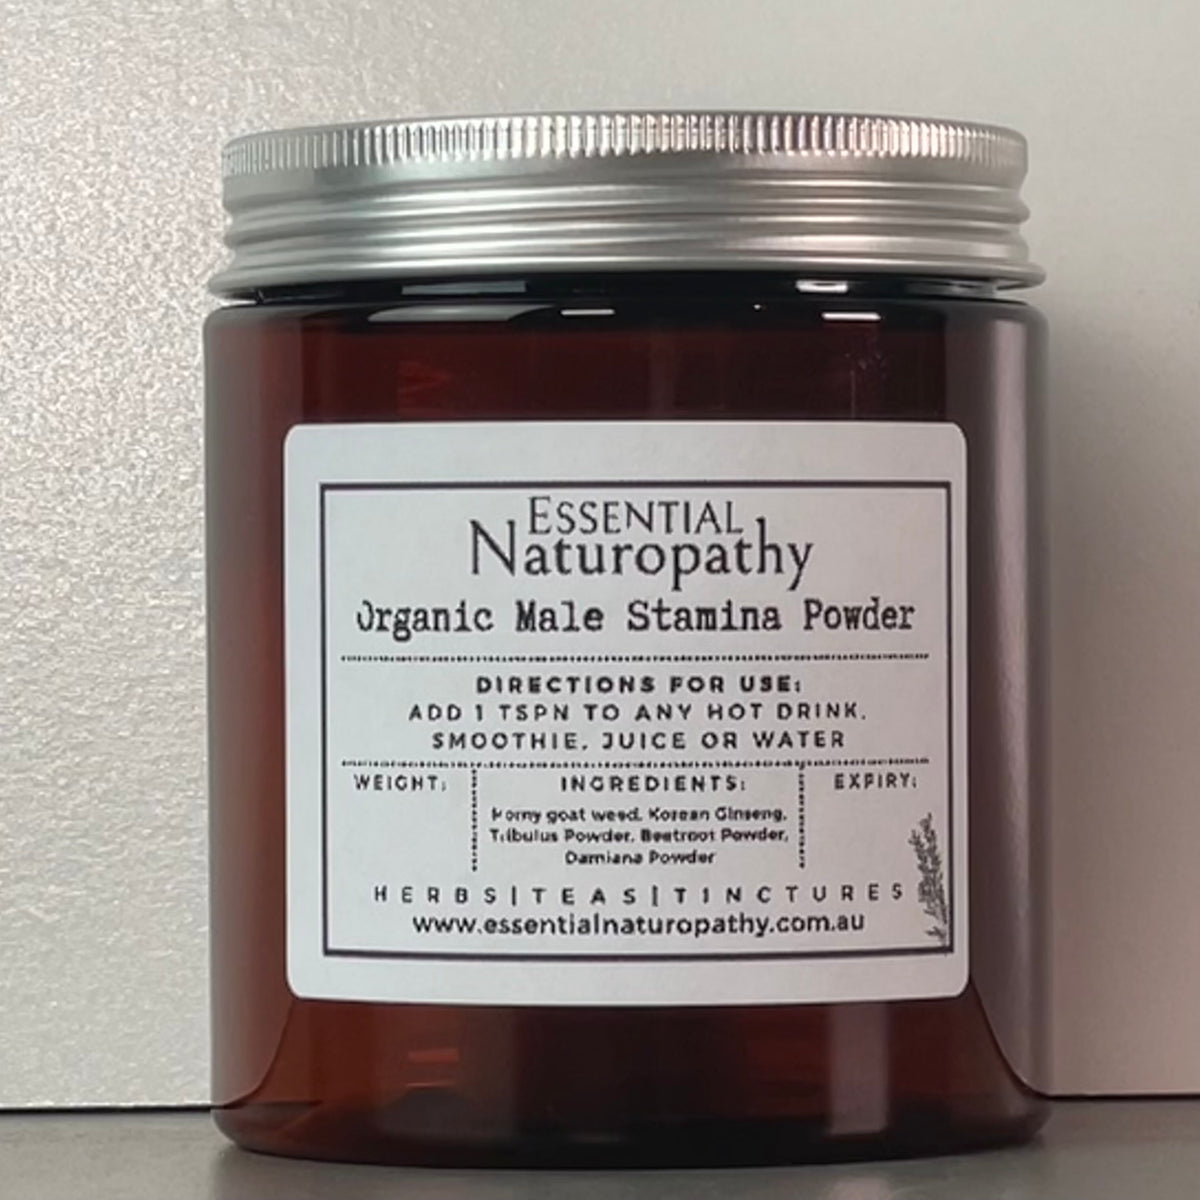 ESSENTIAL
Naturopathy
Organic Male Stamina Powder
DIRECTIONS FOR USE:
ADD 1 TSPN TO ANY HOT DRINK,
SMOOTHIE, JUICE OR WATER
WEIGHT: INGREDIENTS: EXPIRY:
Horny goat weed, Korean Ginseng,
Tribulus Powder, Beetroot Powder,
Damiana Powder
HERBS|TEAS|TINCTURES
www.essentialnaturopathy.com.au